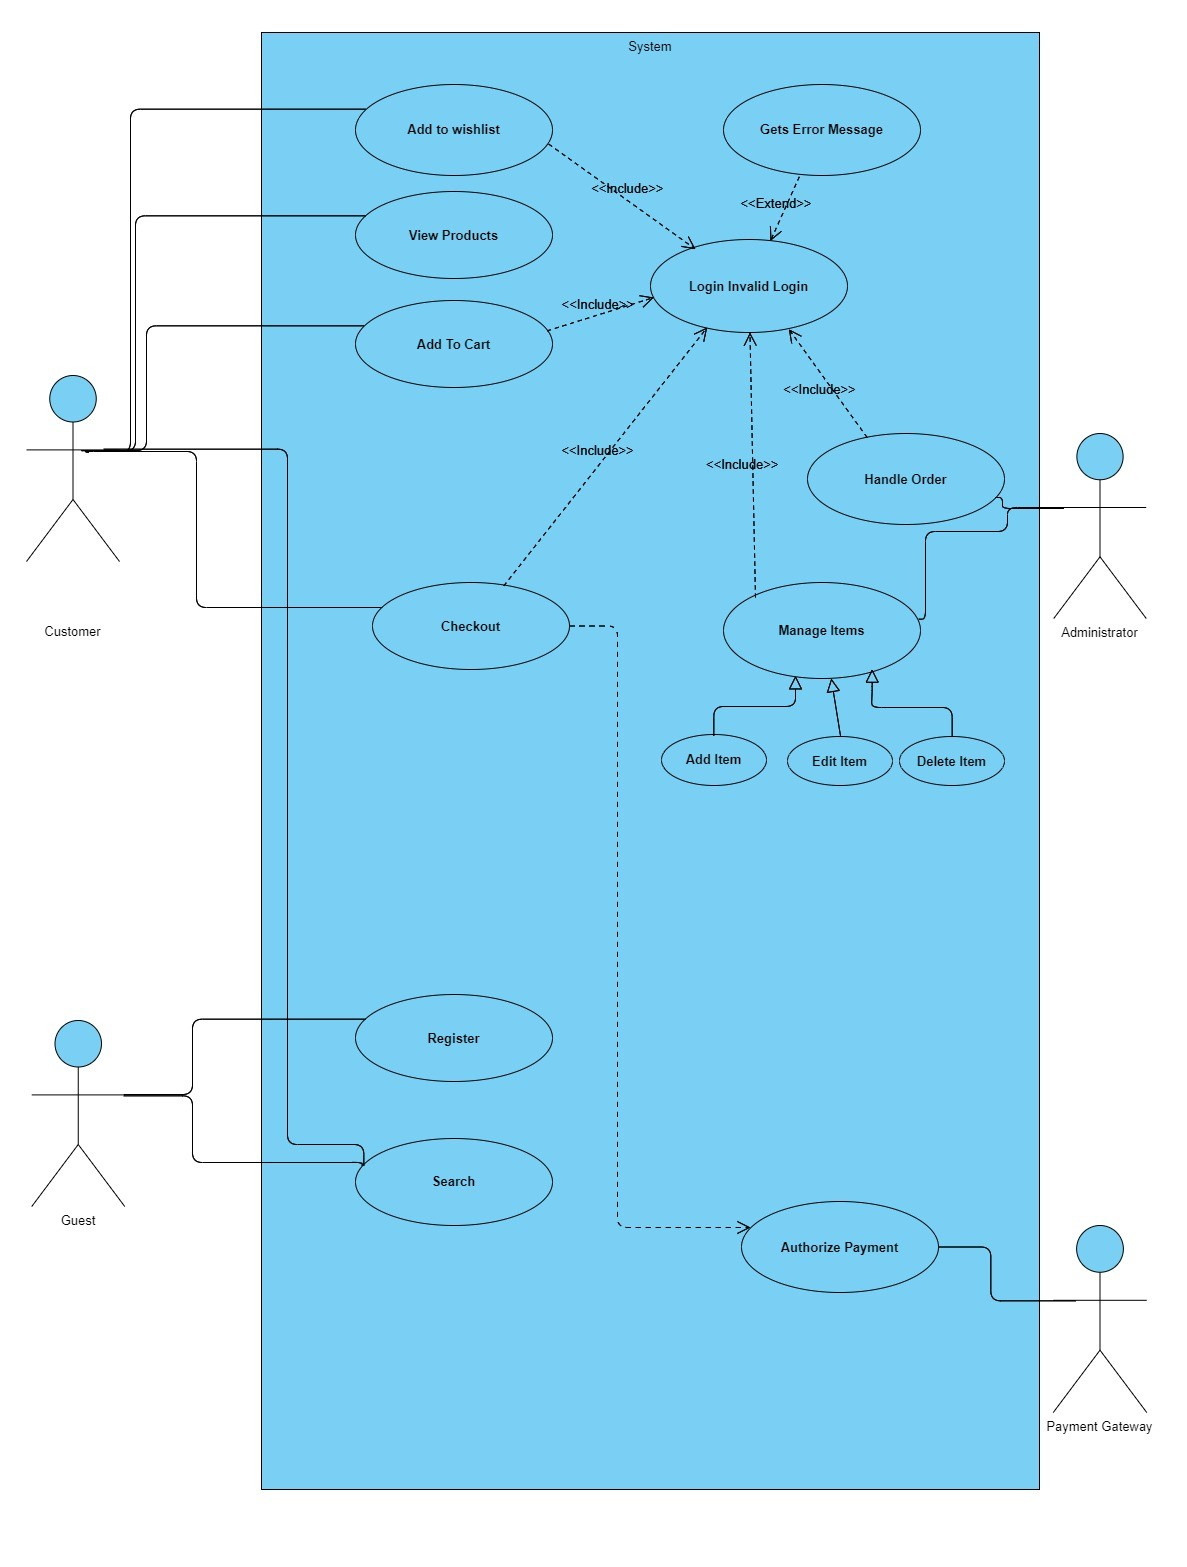 System
Add to wishlist
Gets Error Message
<<Include>>
<<Extend>>
View Products
Login Invalid Login
<<Include>>
Add To Cart
<<Include>>
<<Include>>
<<Include>>
Handle Order
Customer
Checkout
Manage Items
Administrator
Add Item
Edit Item
Delete Item
Register
Search
Guest
Authorize Payment
Payment Gateway